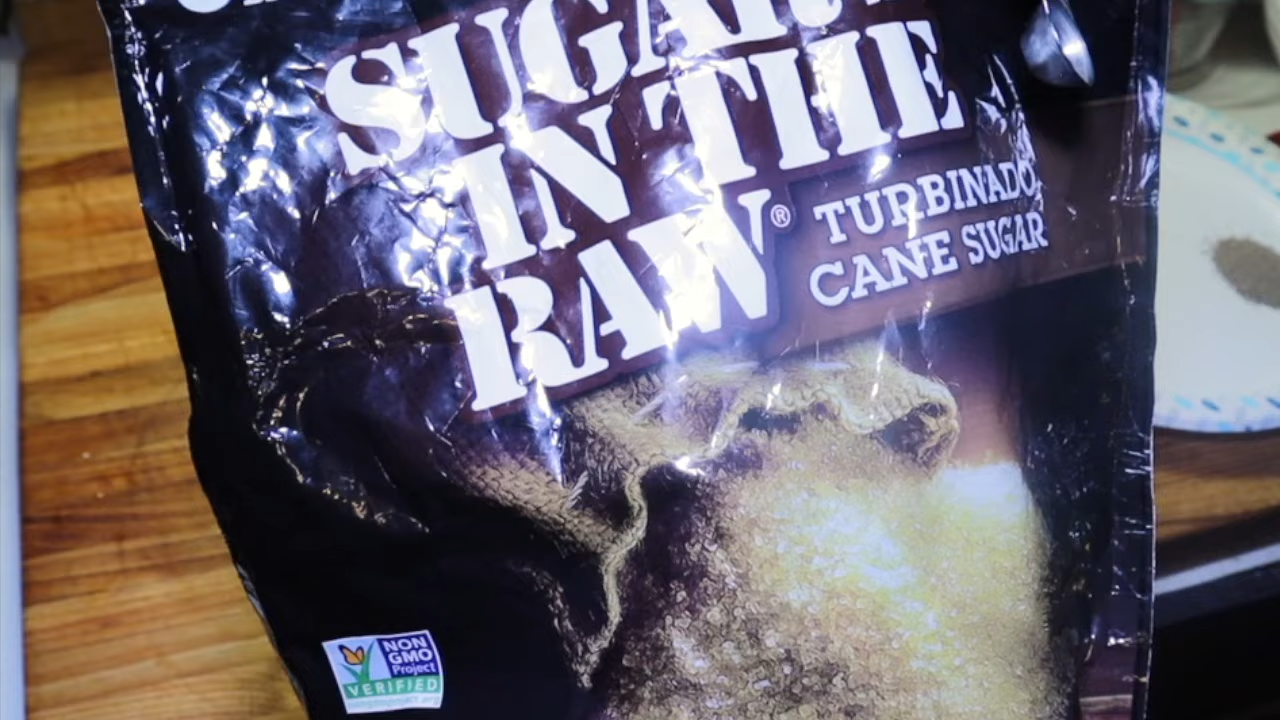 SUGAR
IN THE
RAW®
TURBINADO
CANE SUGAR
NON
GMO
Project
VERIFIED